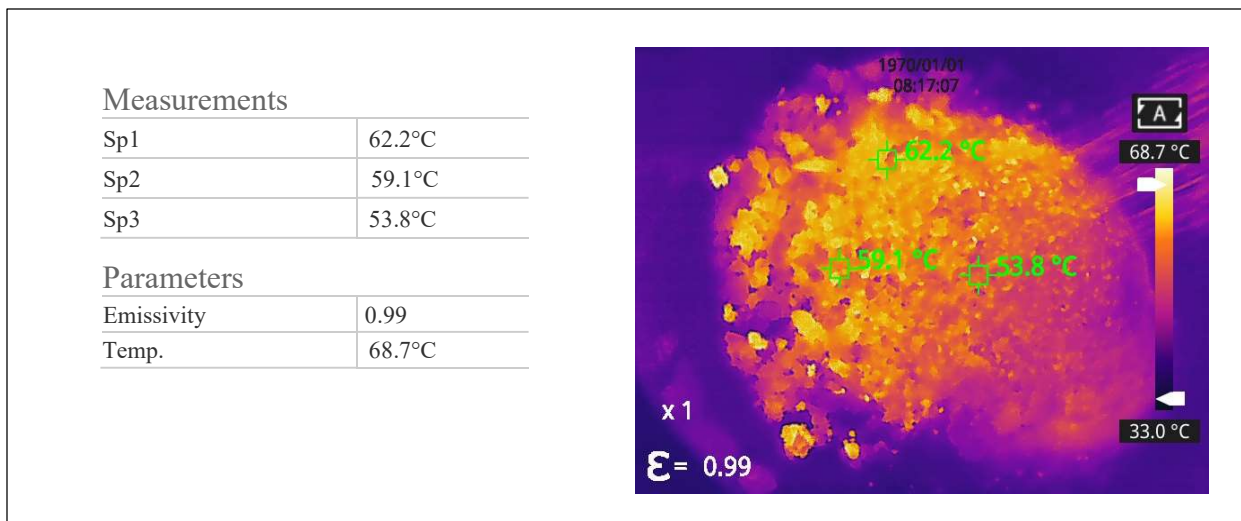 Measurements
Sp1 62.2°C
Sp2 59.1°C
Sp3 53.8°C
Parameters
Emissivity 0.99
Temp. 68.7°C
1970/01/01
08:17:07
A
68.7 °C
62.2 °C
59.1 °C
53.8 °C
x 1
33.0 °C
ε= 0.99